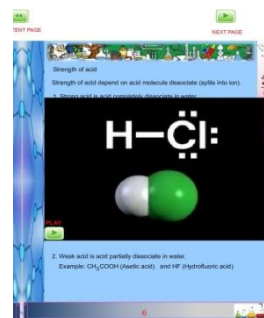 TENT PAGE
NEXT PAGE
Strength of acid
Strength of acid depend on acid molecule dissociate (splits into ion).
1. Strong acid is acid completely dissociate in water.
H–Cl:
PLAY
2. Weak acid is acid partially dissociate in water.
Example: CH₃COOH (Asetic acid) and HF (Hydrofluoric acid)
6